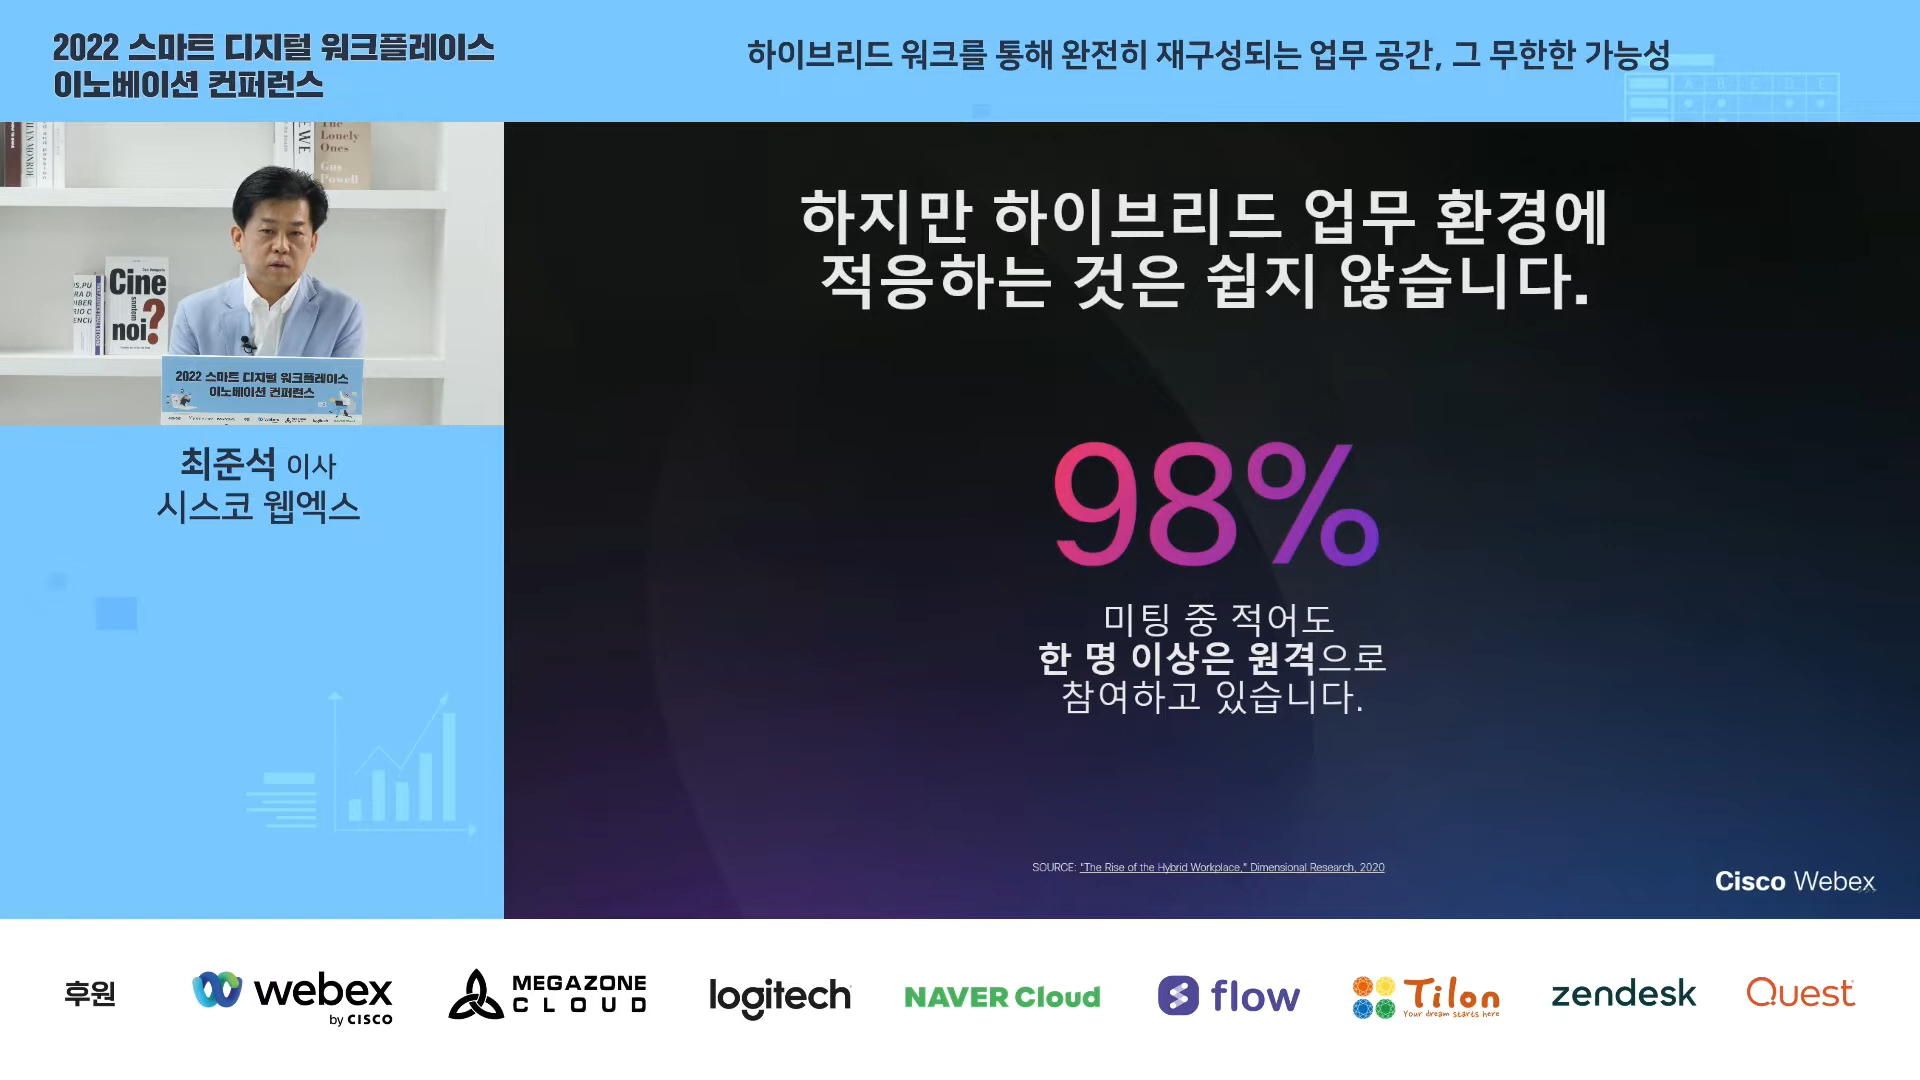 2022 스마트 디지털 워크플레이스
이노베이션 컨퍼런스
하이브리드 워크를 통해 완전히 재구성되는 업무 공간, 그 무한한 가능성
A B C D E
The
Lonely
Ones
Gus
Powell
WE
Cine
noi?
2022 스마트 디지털 워크플레이스
이노베이션 컨퍼런스
최준석 이사
시스코 웹엑스
하지만 하이브리드 업무 환경에
적응하는 것은 쉽지 않습니다.
98%
미팅 중 적어도
한 명 이상은 원격으로
참여하고 있습니다.
SOURCE: "The Rise of the Hybrid Workplace," Dimensional Research, 2020
Cisco Webex
후원
webex
by CISCO
MEGAZONE
CLOUD
logitech
NAVER Cloud
flow
Tilon
Your dream starts here
zendesk
Quest